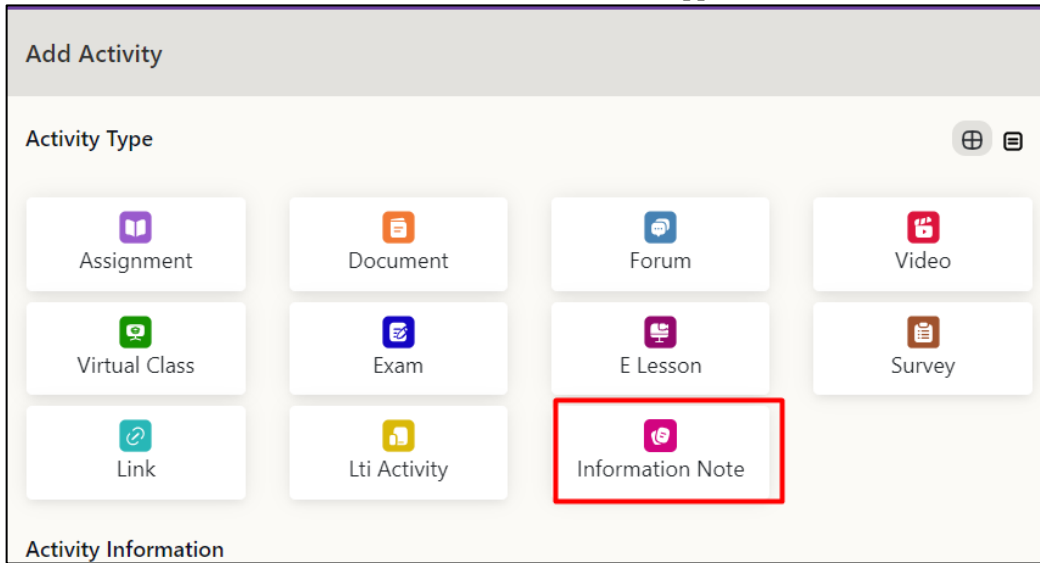 Add Activity
Activity Type
Assignment Document Forum Video
Virtual Class Exam E Lesson Survey
Link Lti Activity Information Note
Activity Information